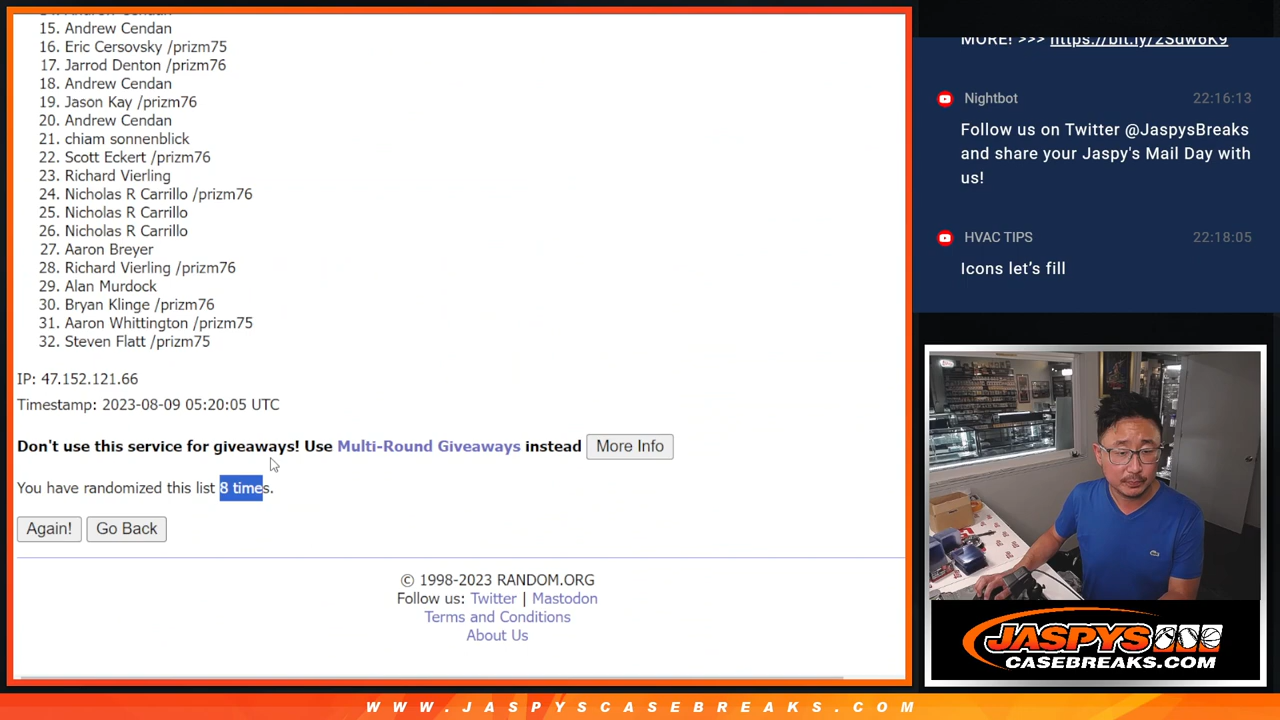 15. Andrew Cendan
16. Eric Cersovsky /prizm75
17. Jarrod Denton /prizm76
18. Andrew Cendan
19. Jason Kay /prizm76
20. Andrew Cendan
21. chiam sonnenblick
22. Scott Eckert /prizm76
23. Richard Vierling
24. Nicholas R Carrillo /prizm76
25. Nicholas R Carrillo
26. Nicholas R Carrillo
27. Aaron Breyer
28. Richard Vierling /prizm76
29. Alan Murdock
30. Bryan Klinge /prizm76
31. Aaron Whittington /prizm75
32. Steven Flatt /prizm75
IP: 47.152.121.66
Timestamp: 2023-08-09 05:20:05 UTC
Don't use this service for giveaways! Use Multi-Round Giveaways instead More Info
You have randomized this list 8 times.
Again! Go Back
© 1998-2023 RANDOM.ORG
Follow us: Twitter | Mastodon
Terms and Conditions
About Us
MORE! >>> https://bit.ly/2Sdw6K9
Nightbot 22:16:13
Follow us on Twitter @JaspysBreaks
and share your Jaspy's Mail Day with
us!
HVAC TIPS 22:18:05
Icons let's fill
JASPYS
CASEBREAKS.COM
WWW.JASPYSCASEBREAKS.COM